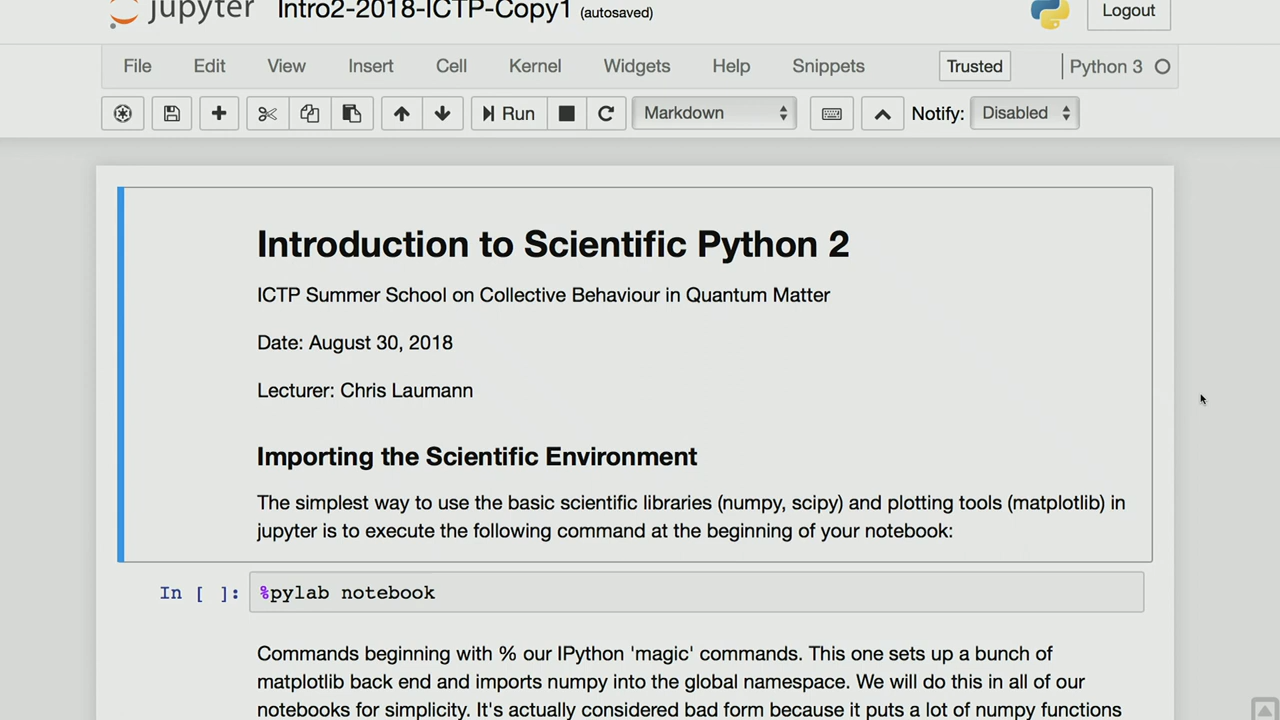 jupyter Intro2-2018-ICTP-Copy1 (autosaved) Logout
File Edit View Insert Cell Kernel Widgets Help Snippets Trusted Python 3
Run Markdown Notify: Disabled
Introduction to Scientific Python 2
ICTP Summer School on Collective Behaviour in Quantum Matter
Date: August 30, 2018
Lecturer: Chris Laumann
Importing the Scientific Environment
The simplest way to use the basic scientific libraries (numpy, scipy) and plotting tools (matplotlib) in
jupyter is to execute the following command at the beginning of your notebook:
In [ ]: %pylab notebook
Commands beginning with % our IPython 'magic' commands. This one sets up a bunch of
matplotlib back end and imports numpy into the global namespace. We will do this in all of our
notebooks for simplicity. It's actually considered bad form because it puts a lot of numpy functions